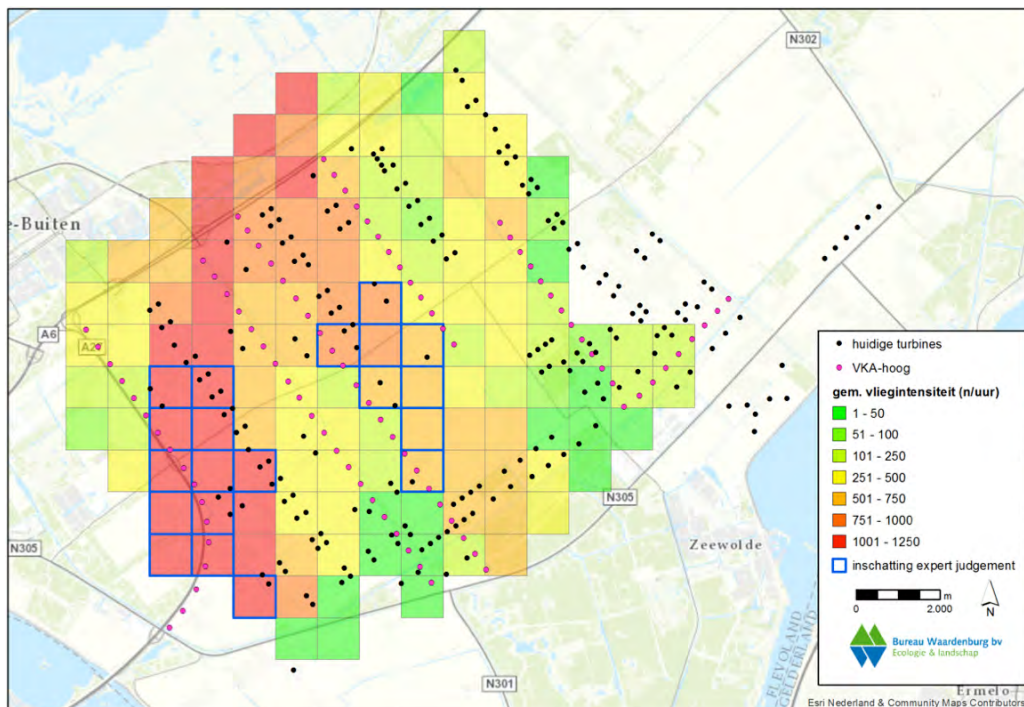 N302
e-Buiten
A6
A27
N305
N305
Zeewolde
N301
FLEVOLAND
GELDERLAND
Ermelo
huidige turbines
VKA-hoog
gem. vliegintensiteit (n/uur)
1 - 50
51 - 100
101 - 250
251 - 500
501 - 750
751 - 1000
1001 - 1250
inschatting expert judgement
0 2.000 m
N
Bureau Waardenburg bv
Ecologie & landschap
Esri Nederland & Community Maps Contributors